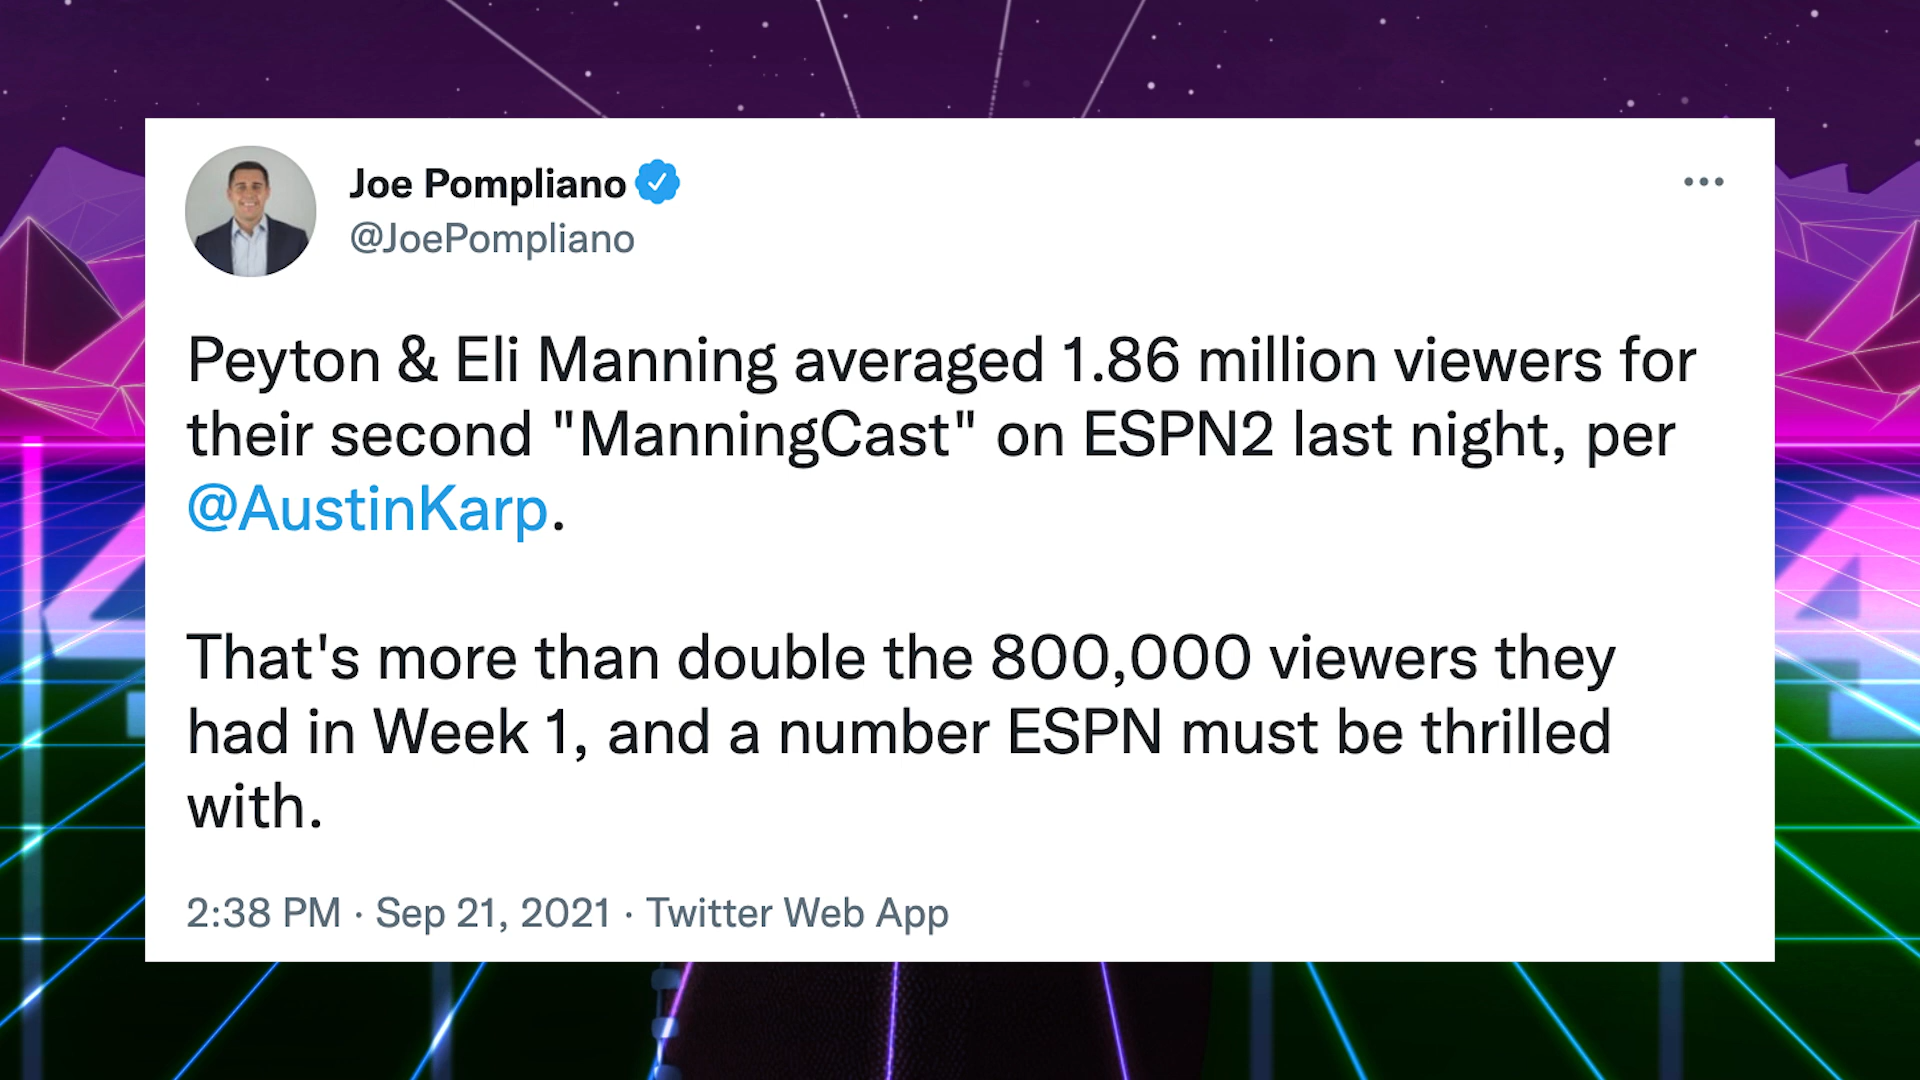 Joe Pompliano
@JoePompliano
Peyton & Eli Manning averaged 1.86 million viewers for
their second "ManningCast" on ESPN2 last night, per
@AustinKarp.
That's more than double the 800,000 viewers they
had in Week 1, and a number ESPN must be thrilled
with.
2:38 PM · Sep 21, 2021 · Twitter Web App